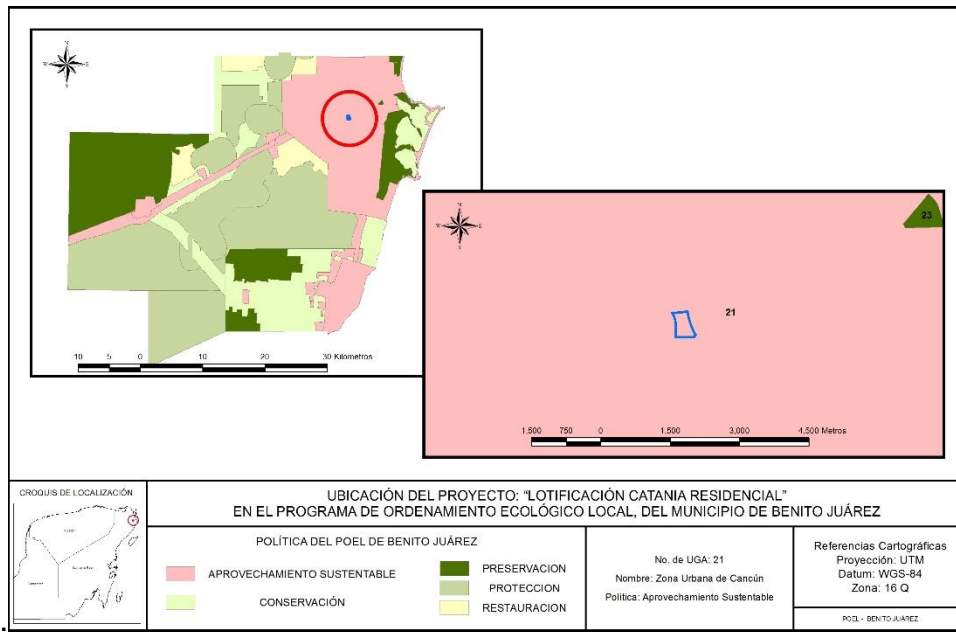 10 5 0 10 20 30 Kilometros
23
21
1,500 750 0 1,500 3,000 4,500 Metros
CROQUIS DE LOCALIZACIÓN
UBICACIÓN DEL PROYECTO: “LOTIFICACIÓN CATANIA RESIDENCIAL”
EN EL PROGRAMA DE ORDENAMIENTO ECOLÓGICO LOCAL, DEL MUNICIPIO DE BENITO JUÁREZ
POLÍTICA DEL POEL DE BENITO JUÁREZ
APROVECHAMIENTO SUSTENTABLE
CONSERVACIÓN
PRESERVACION
PROTECCION
RESTAURACION
No. de UGA: 21
Nombre: Zona Urbana de Cancún
Politica: Aprovechamiento Sustentable
Referencias Cartográficas
Proyección: UTM
Datum: WGS-84
Zona: 16 Q
POEL - BENITO JUÁREZ